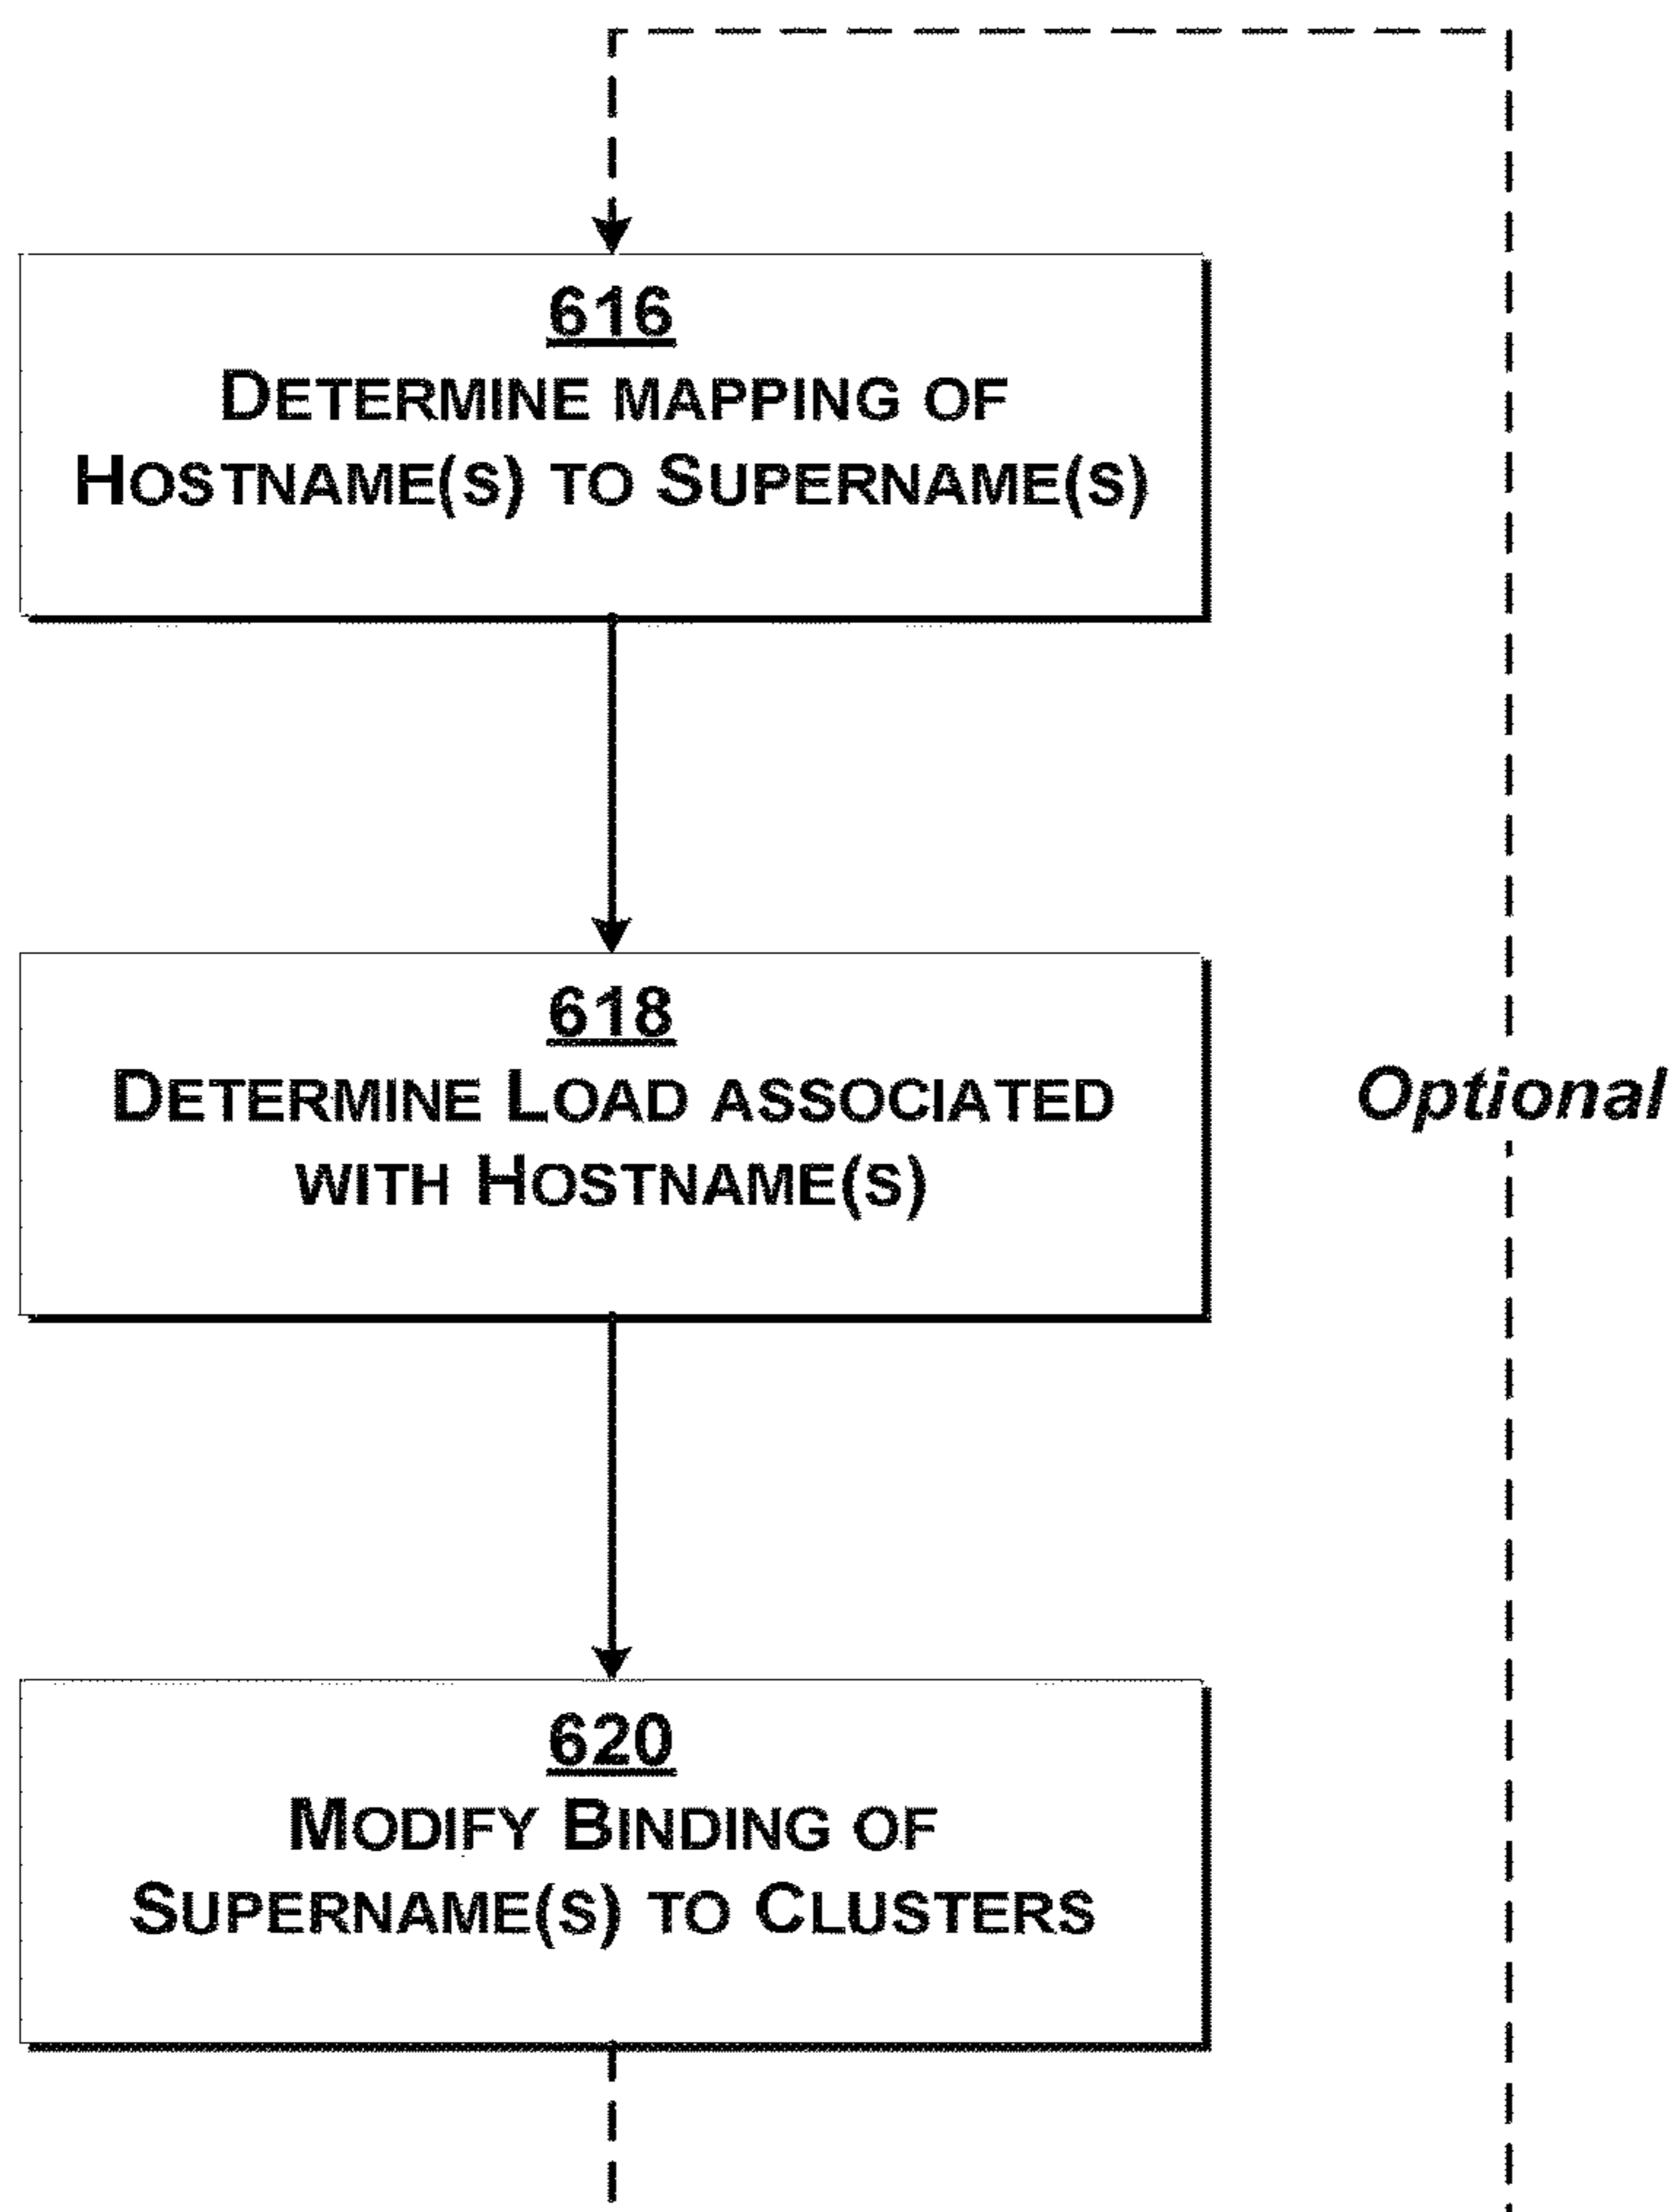 616
DETERMINE MAPPING OF
HOSTNAME(S) TO SUPERNAME(S)
618
DETERMINE LOAD ASSOCIATED
WITH HOSTNAME(S)
Optional
620
MODIFY BINDING OF
SUPERNAME(S) TO CLUSTERS